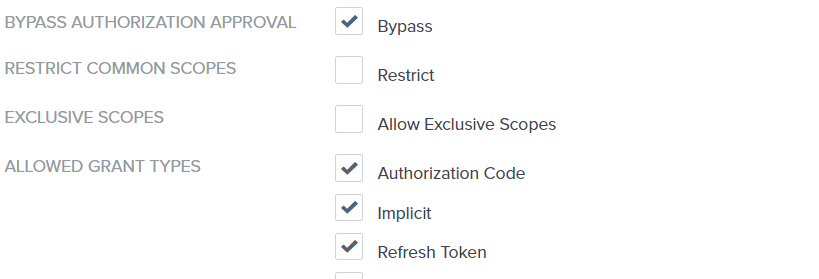 BYPASS AUTHORIZATION APPROVAL Bypass
RESTRICT COMMON SCOPES Restrict
EXCLUSIVE SCOPES Allow Exclusive Scopes
ALLOWED GRANT TYPES Authorization Code
Implicit
Refresh Token